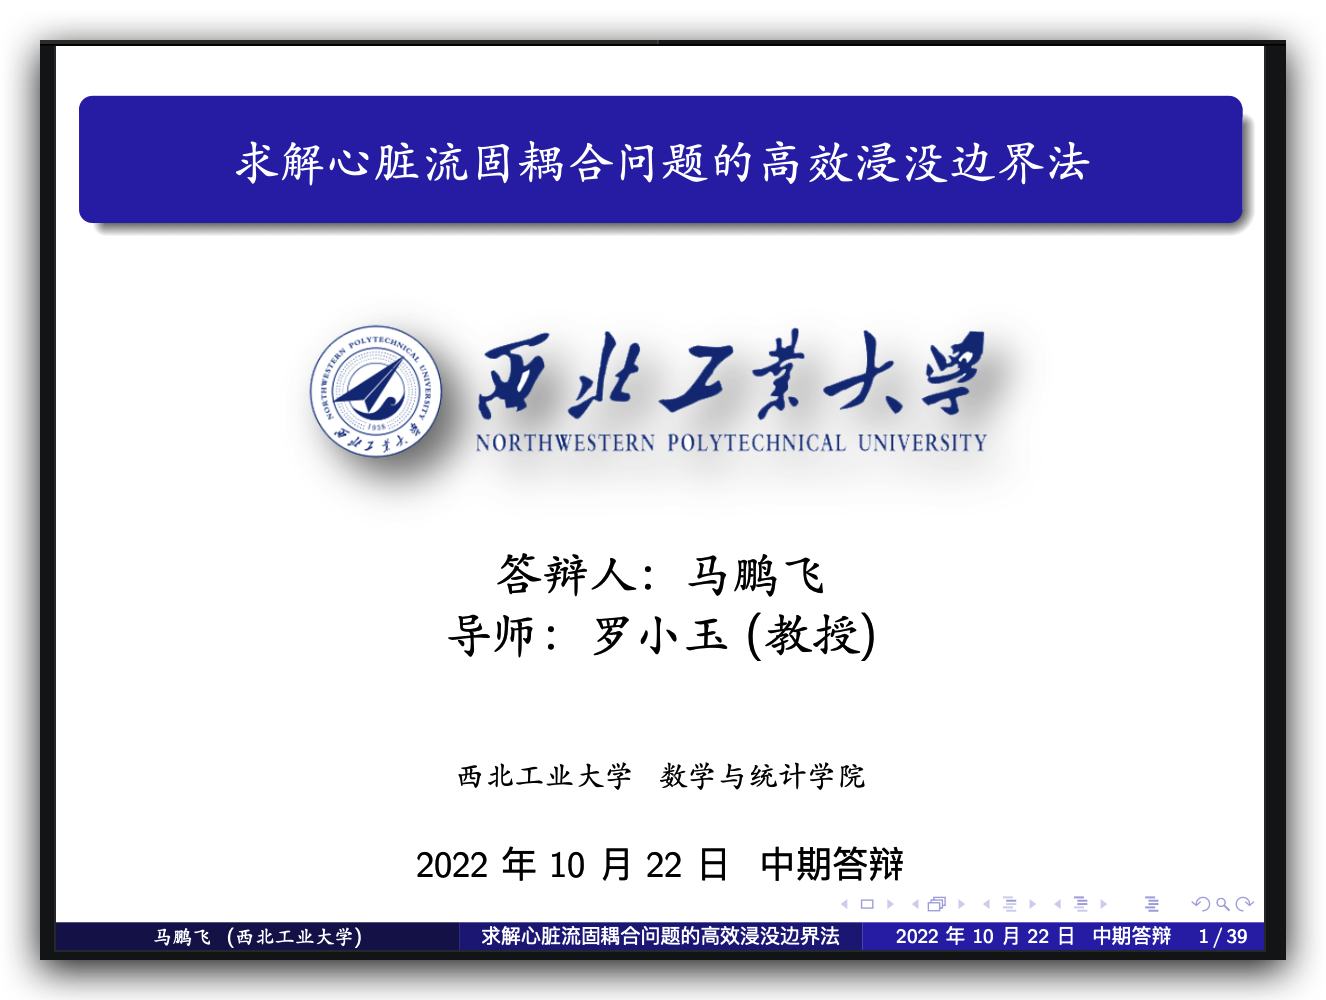 求解心脏流固耦合问题的高效浸没边界法
NORTHWESTERN POLYTECHNICAL UNIVERSITY
1938
西北工业大学
西北工业大学
NORTHWESTERN POLYTECHNICAL UNIVERSITY
答辩人：马鹏飞
导师：罗小玉 (教授)
西北工业大学 数学与统计学院
2022 年 10 月 22 日 中期答辩
马鹏飞 (西北工业大学) 求解心脏流固耦合问题的高效浸没边界法 2022 年 10 月 22 日 中期答辩 1 / 39